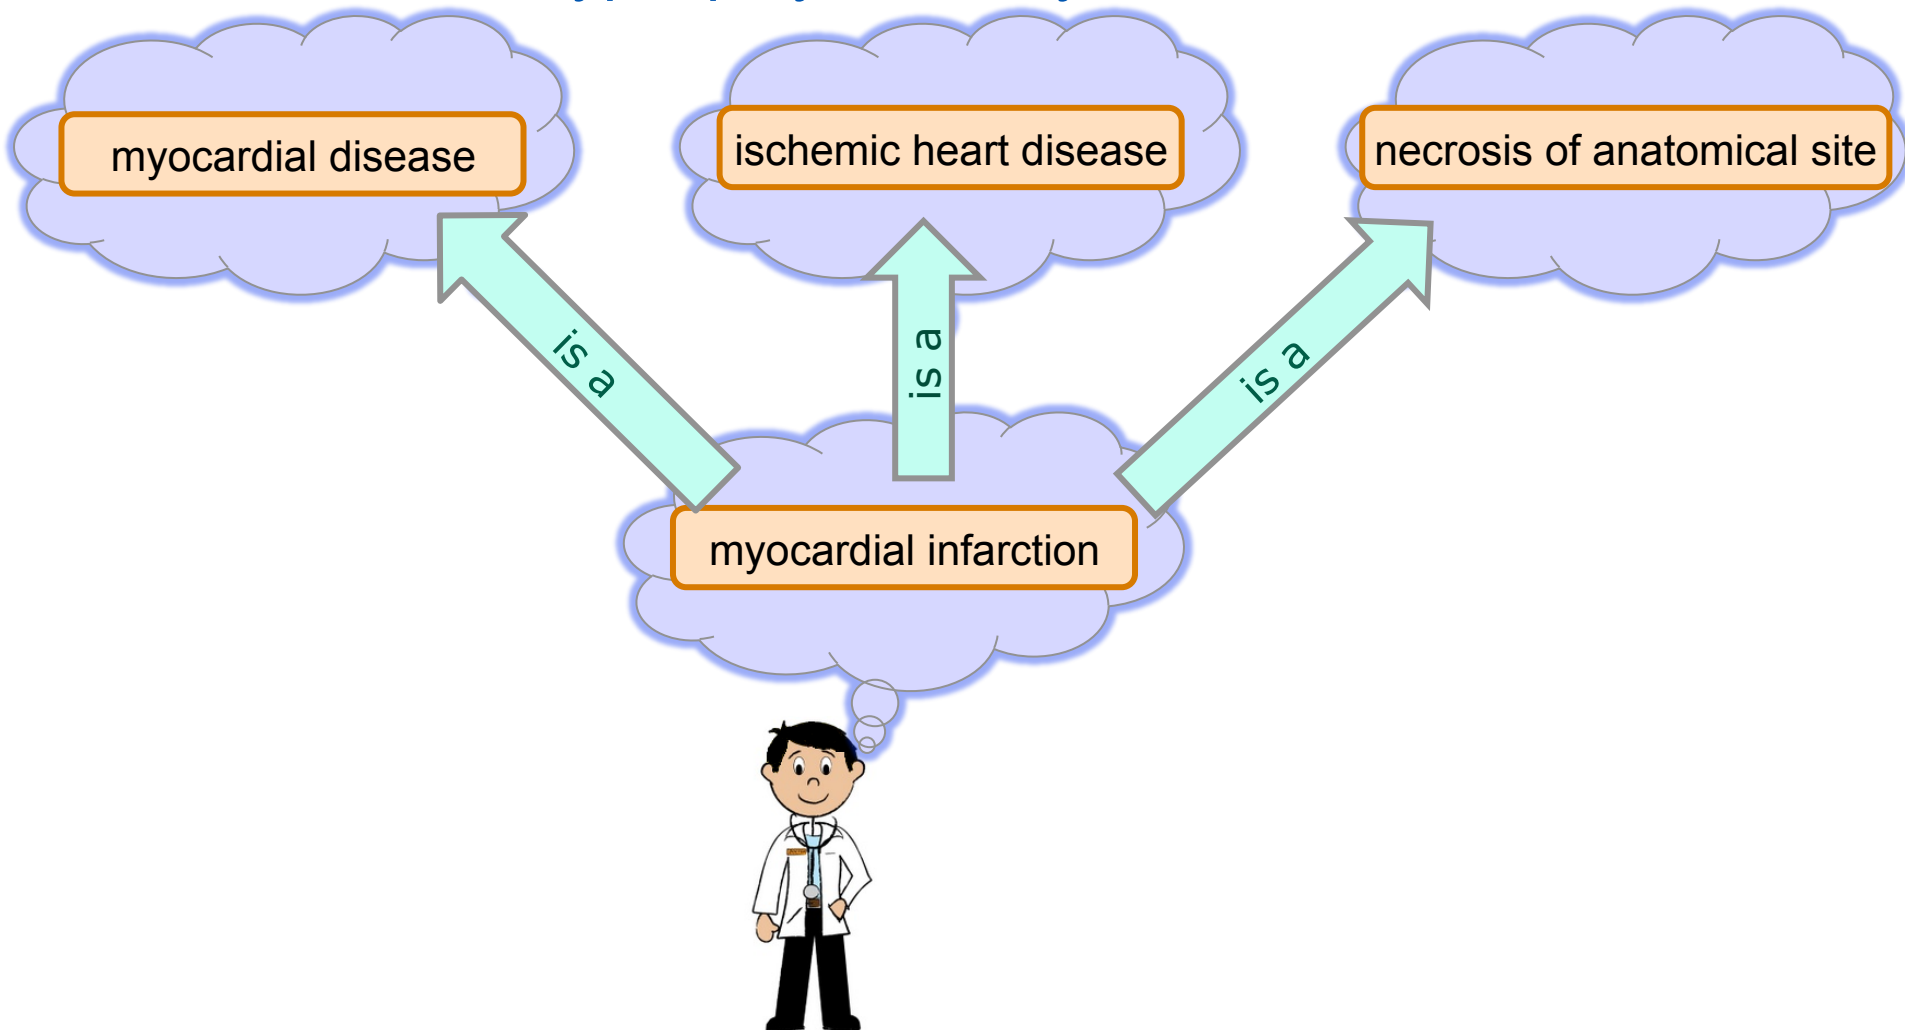 myocardial disease
ischemic heart disease
necrosis of anatomical site
is a
is a
is a
myocardial infarction